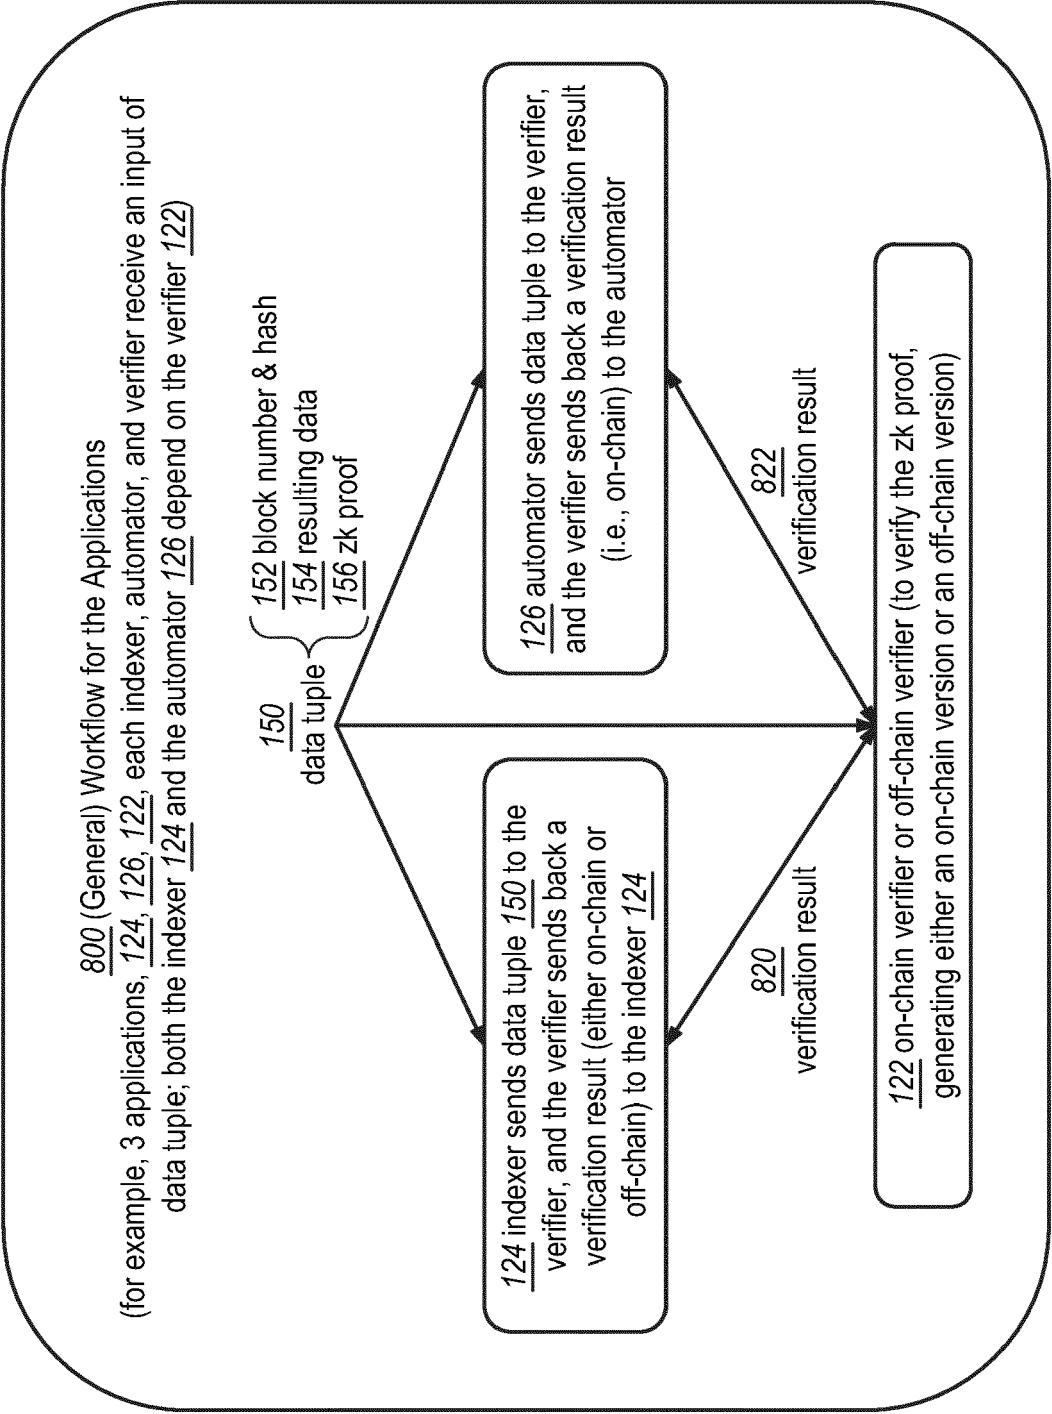 800 (General) Workflow for the Applications
(for example, 3 applications, 124, 126, 122, each indexer, automator, and verifier receive an input of
data tuple; both the indexer 124 and the automator 126 depend on the verifier 122)
150
data tuple
152 block number & hash
154 resulting data
156 zk proof
124 indexer sends data tuple 150 to the
verifier, and the verifier sends back a
verification result (either on-chain or
off-chain) to the indexer 124
126 automator sends data tuple to the verifier,
and the verifier sends back a verification result
(i.e., on-chain) to the automator
820
verification result
822
verification result
122 on-chain verifier or off-chain verifier (to verify the zk proof,
generating either an on-chain version or an off-chain version)